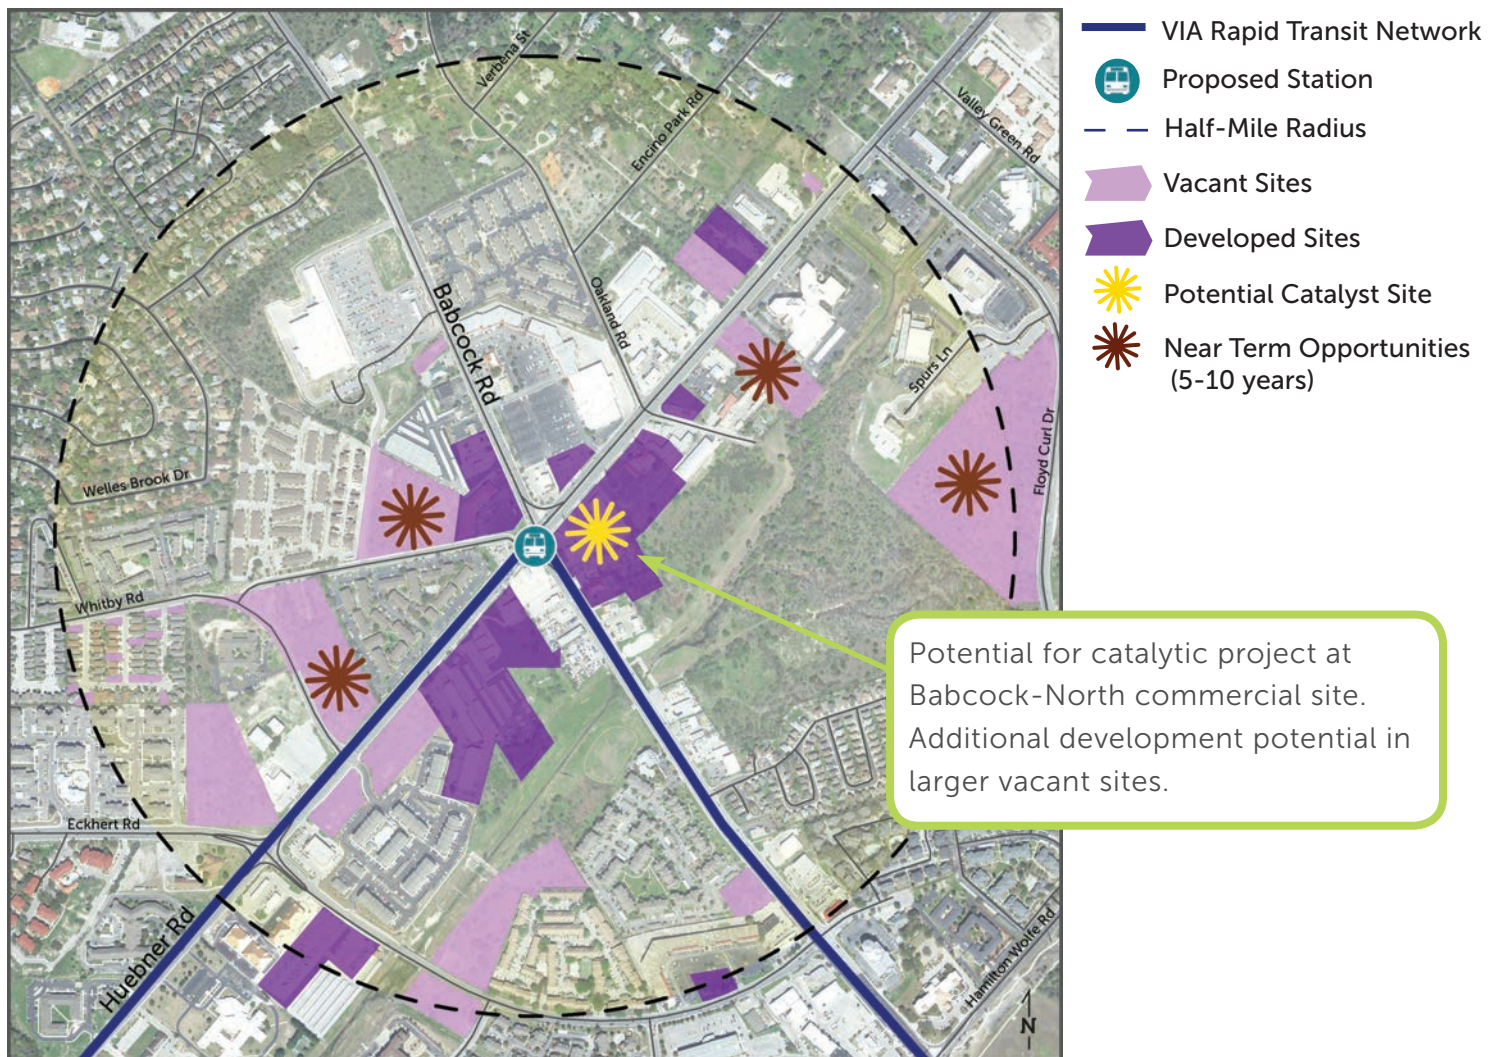 VIA Rapid Transit Network
Proposed Station
Half-Mile Radius
Vacant Sites
Developed Sites
Potential Catalyst Site
Near Term Opportunities
(5-10 years)
Verbena St
Encino Park Rd
Valley Green Rd
Babcock Rd
Oakland Rd
Spurs Ln
Floyd Curl Dr
Welles Brook Dr
Whitby Rd
Potential for catalytic project at
Babcock-North commercial site.
Additional development potential in
larger vacant sites.
Eckhert Rd
Huebner Rd
Hamilton Wolfe Rd
N